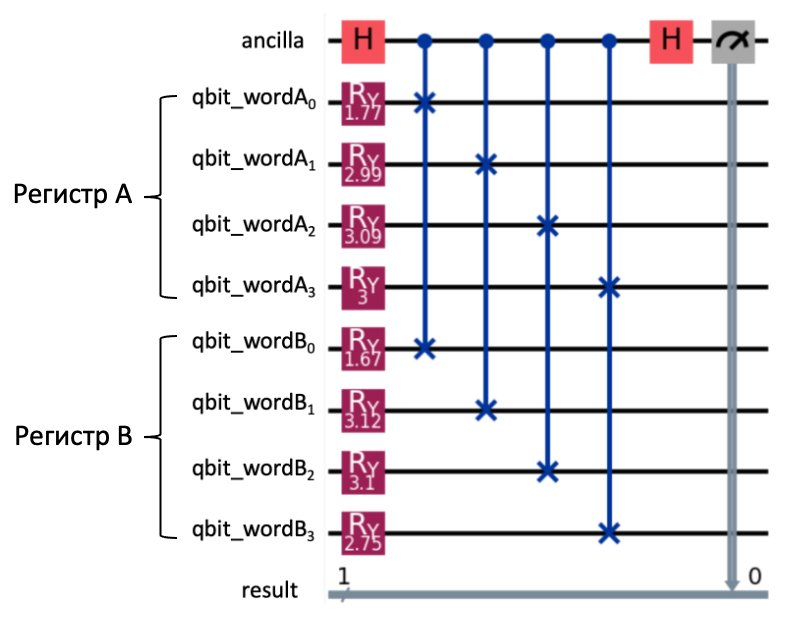 ancilla H H
qbit_wordA0 RY 1.77
qbit_wordA1 RY 2.99
qbit_wordA2 RY 3.09
qbit_wordA3 RY 3
Регистр А
qbit_wordB0 RY 1.67
qbit_wordB1 RY 3.12
qbit_wordB2 RY 3.1
qbit_wordB3 RY 2.75
Регистр В
result 1 0